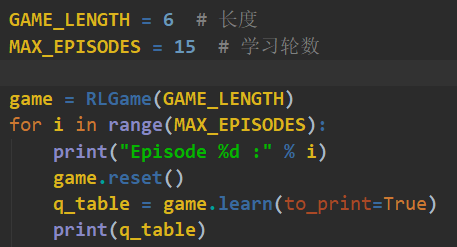 GAME_LENGTH = 6  # 长度
MAX_EPISODES = 15  # 学习轮数
game = RLGame(GAME_LENGTH)
for i in range(MAX_EPISODES):
    print("Episode %d :" % i)
    game.reset()
    q_table = game.learn(to_print=True)
    print(q_table)